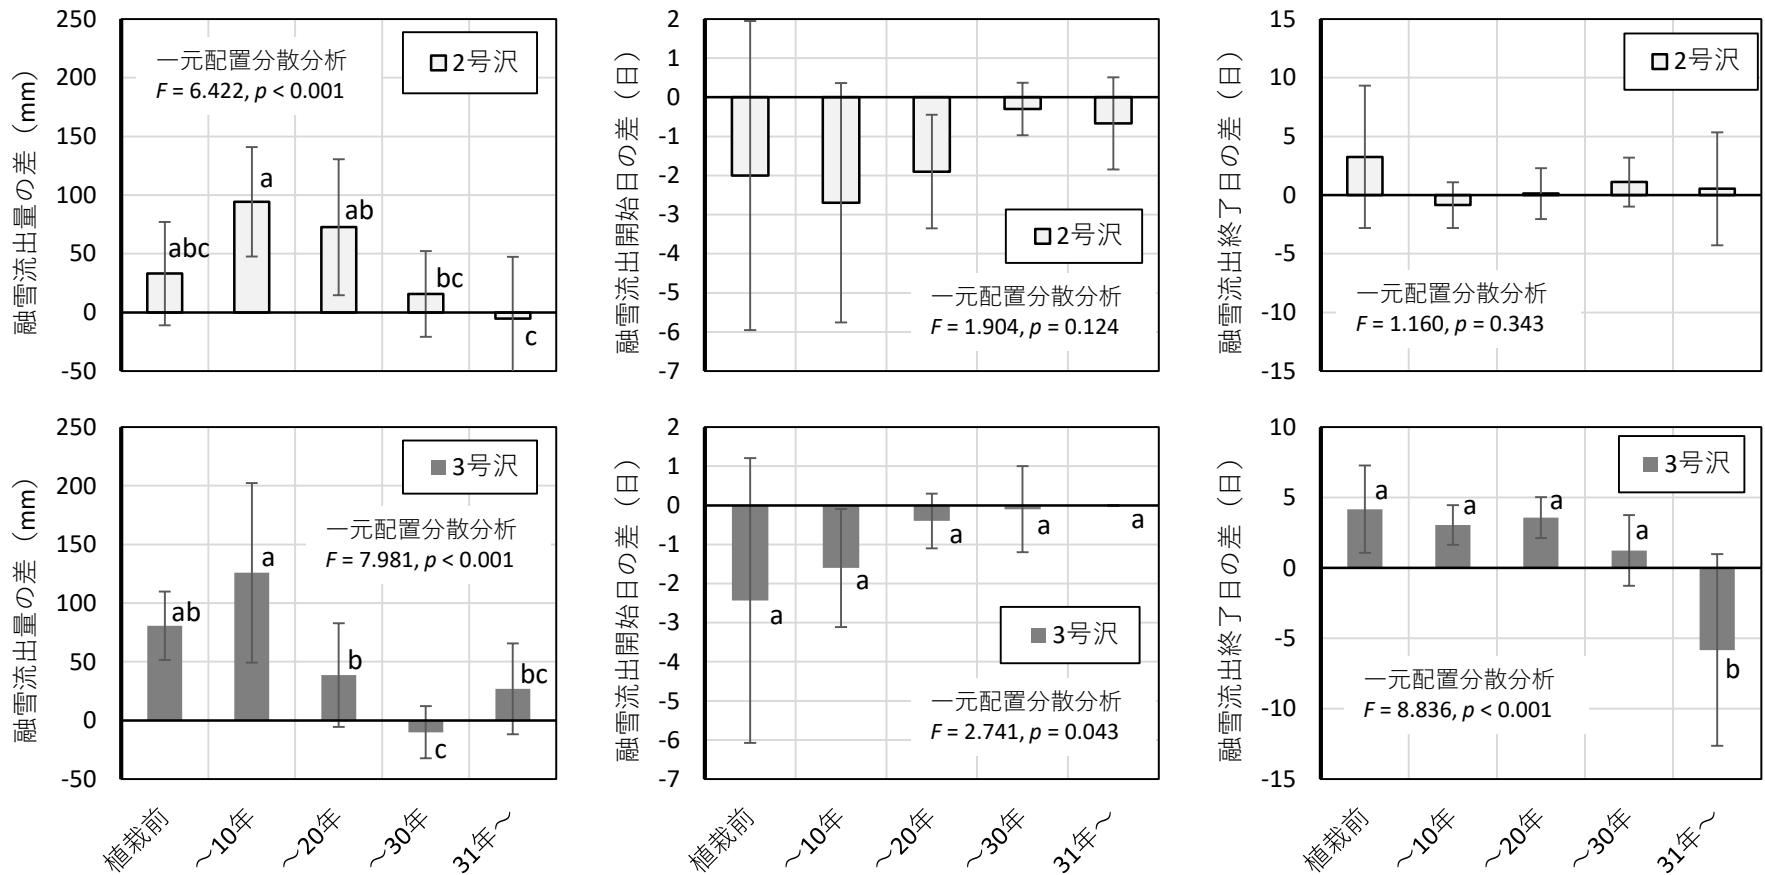 融雪流出量の差（mm）
250
200
150
100
50
0
-50
一元配置分散分析
F = 6.422, p < 0.001
2号沢
abc
a
ab
bc
c
融雪流出開始日の差（日）
2
1
0
-1
-2
-3
-4
-5
-6
-7
2号沢
一元配置分散分析
F = 1.904, p = 0.124
融雪流出終了日の差（日）
15
10
5
0
-5
-10
-15
2号沢
一元配置分散分析
F = 1.160, p = 0.343
融雪流出量の差（mm）
250
200
150
100
50
0
-50
3号沢
一元配置分散分析
F = 7.981, p < 0.001
ab
a
b
c
bc
植栽前
～10年
～20年
～30年
31年～
融雪流出開始日の差（日）
2
1
0
-1
-2
-3
-4
-5
-6
-7
a
a
a
a
a
3号沢
一元配置分散分析
F = 2.741, p = 0.043
植栽前
～10年
～20年
～30年
31年～
融雪流出終了日の差（日）
10
5
0
-5
-10
-15
3号沢
a
a
a
a
b
一元配置分散分析
F = 8.836, p < 0.001
植栽前
～10年
～20年
～30年
31年～